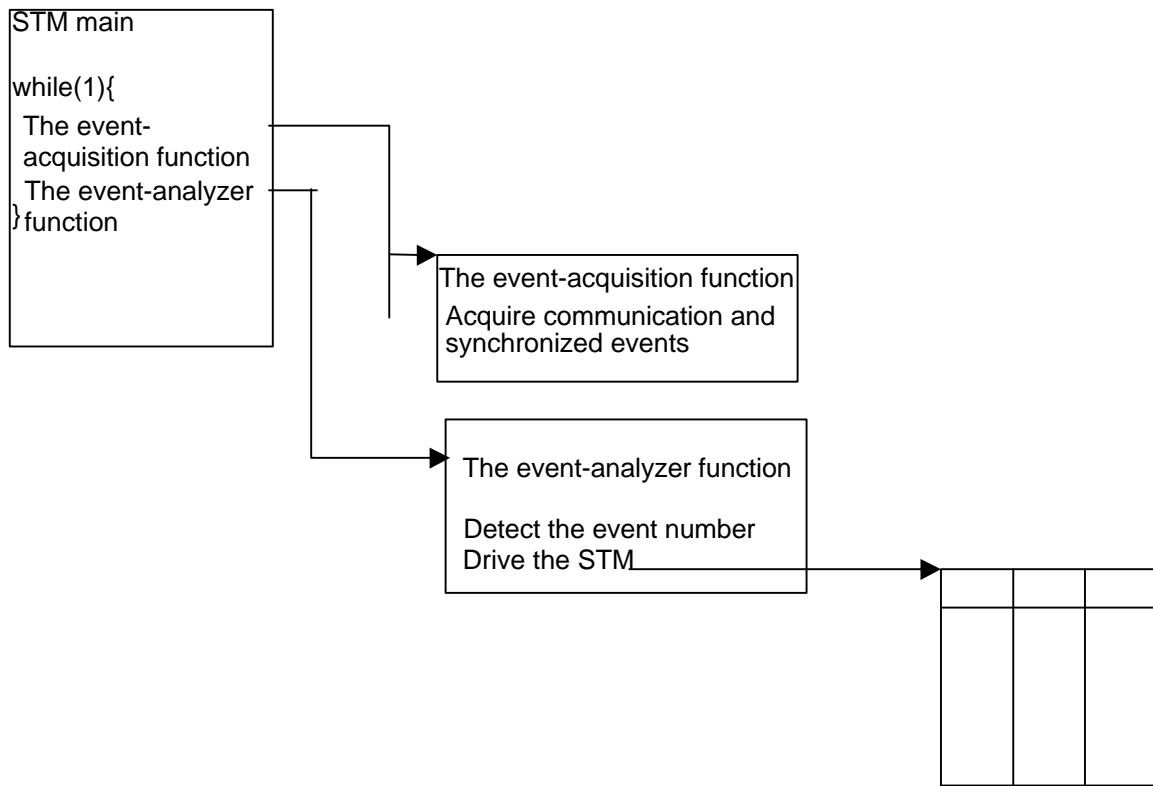 STM main
while(1){
The event-
acquisition function
The event-analyzer
} function
The event-acquisition function
Acquire communication and
synchronized events
The event-analyzer function
Detect the event number
Drive the STM